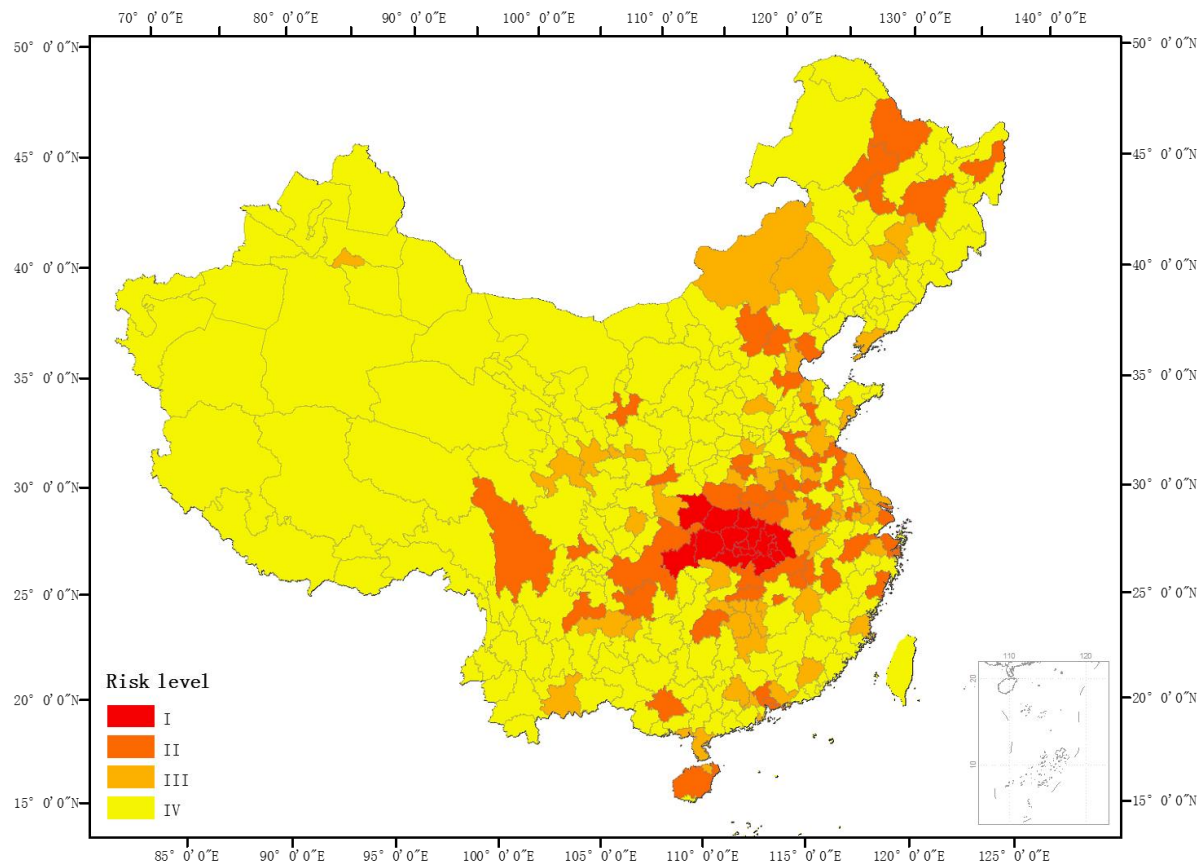 70° 0'0"E 80° 0'0"E 90° 0'0"E 100° 0'0"E 110° 0'0"E 120° 0'0"E 130° 0'0"E 140° 0'0"E
50° 0'0"N 50° 0'0"N
45° 0'0"N 45° 0'0"N
40° 0'0"N 40° 0'0"N
35° 0'0"N 35° 0'0"N
30° 0'0"N 30° 0'0"N
25° 0'0"N 25° 0'0"N
110 120
20
10
Risk level
20° 0'0"N 20° 0'0"N
I
II
III
IV
15° 0'0"N 15° 0'0"N
85° 0'0"E 90° 0'0"E 95° 0'0"E 100° 0'0"E 105° 0'0"E 110° 0'0"E 115° 0'0"E 120° 0'0"E 125° 0'0"E